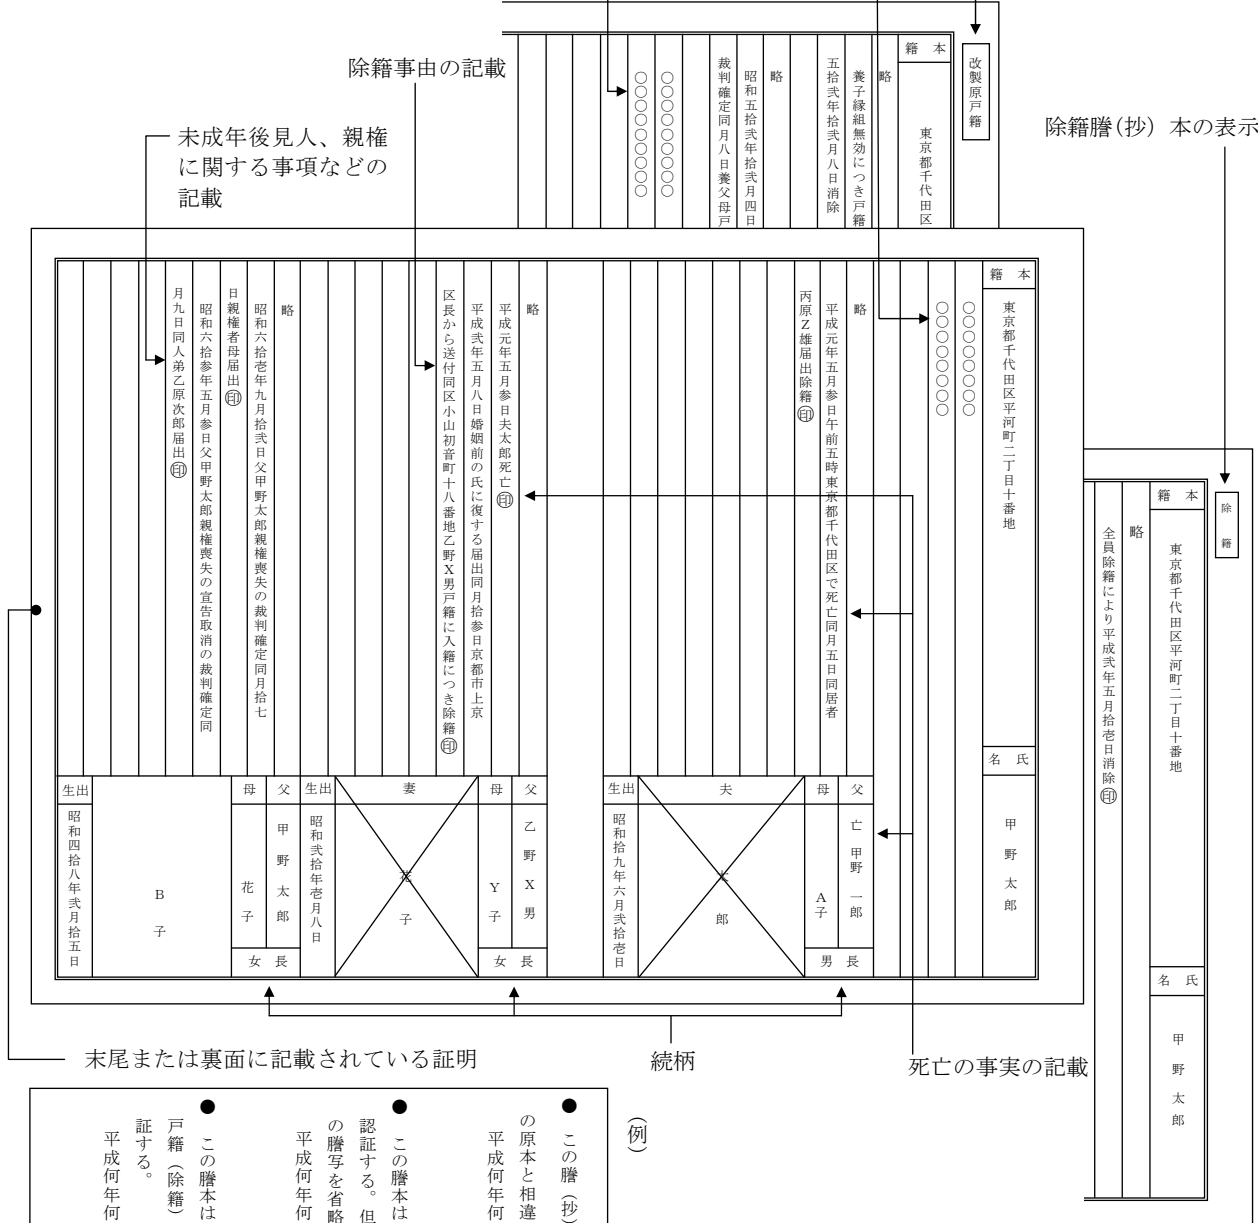 除籍事由の記載
未成年後見人、親権
に関する事項などの
記載
除籍謄(抄) 本の表示
改製原戸籍
本籍
東京都千代田区
略
養子縁組無効につき戸籍
五拾弐年拾弐月八日消除
略
昭和五拾弐年拾弐月四日
裁判確定同月八日養父母戸
〇〇〇〇〇〇〇〇
〇〇〇〇〇〇〇〇
本籍
東京都千代田区平河町二丁目十番地
氏名
甲野太郎
〇〇〇〇〇〇〇〇
〇〇〇〇〇〇〇〇
略
平成元年五月参日午前五時東京都千代田区で死亡同月五日同居者
丙原Z雄届出除籍㊞
父
亡甲野一郎
母
A子
長男
夫
太郎
出生
昭和拾九年六月弐拾壱日
略
平成元年五月参日夫太郎死亡㊞
平成弐年五月八日婚姻前の氏に復する届出同月拾参日京都市上京
区長から送付同区小山初音町十八番地乙野X男戸籍に入籍につき除籍㊞
父
乙野X男
母
Y子
長女
妻
花子
出生
昭和弐拾年壱月八日
略
昭和六拾壱年九月拾弐日父甲野太郎親権喪失の裁判確定同月拾七
日親権者母届出㊞
昭和六拾参年五月参日父甲野太郎親権喪失の宣告取消の裁判確定同
月九日同人弟乙原次郎届出㊞
父
甲野太郎
母
花子
長女
B子
出生
昭和四拾八年弐月拾五日
除籍
本籍
東京都千代田区平河町二丁目十番地
氏名
甲野太郎
略
全員除籍により平成弐年五月拾壱日消除㊞
末尾または裏面に記載されている証明
続柄
死亡の事実の記載
(例)
● この謄(抄)
の原本と相違
平成何年何
● この謄本は
認証する。但
の謄写を省略
平成何年何
● この謄本は
戸籍(除籍)
証する。
平成何年何